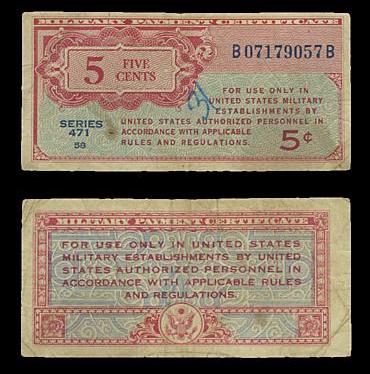 MILITARY PAYMENT CERTIFICATE
B07179057B
5 FIVE
CENTS
FOR USE ONLY IN
UNITED STATES MILITARY
ESTABLISHMENTS BY
SERIES
471
58
UNITED STATES AUTHORIZED PERSONNEL IN
ACCORDANCE WITH APPLICABLE
RULES AND REGULATIONS.
5¢
MILITARY PAYMENT CERTIFICATE
FOR USE ONLY IN UNITED STATES
MILITARY ESTABLISHMENTS BY UNITED
STATES AUTHORIZED PERSONNEL IN
ACCORDANCE WITH APPLICABLE RULES
AND REGULATIONS.